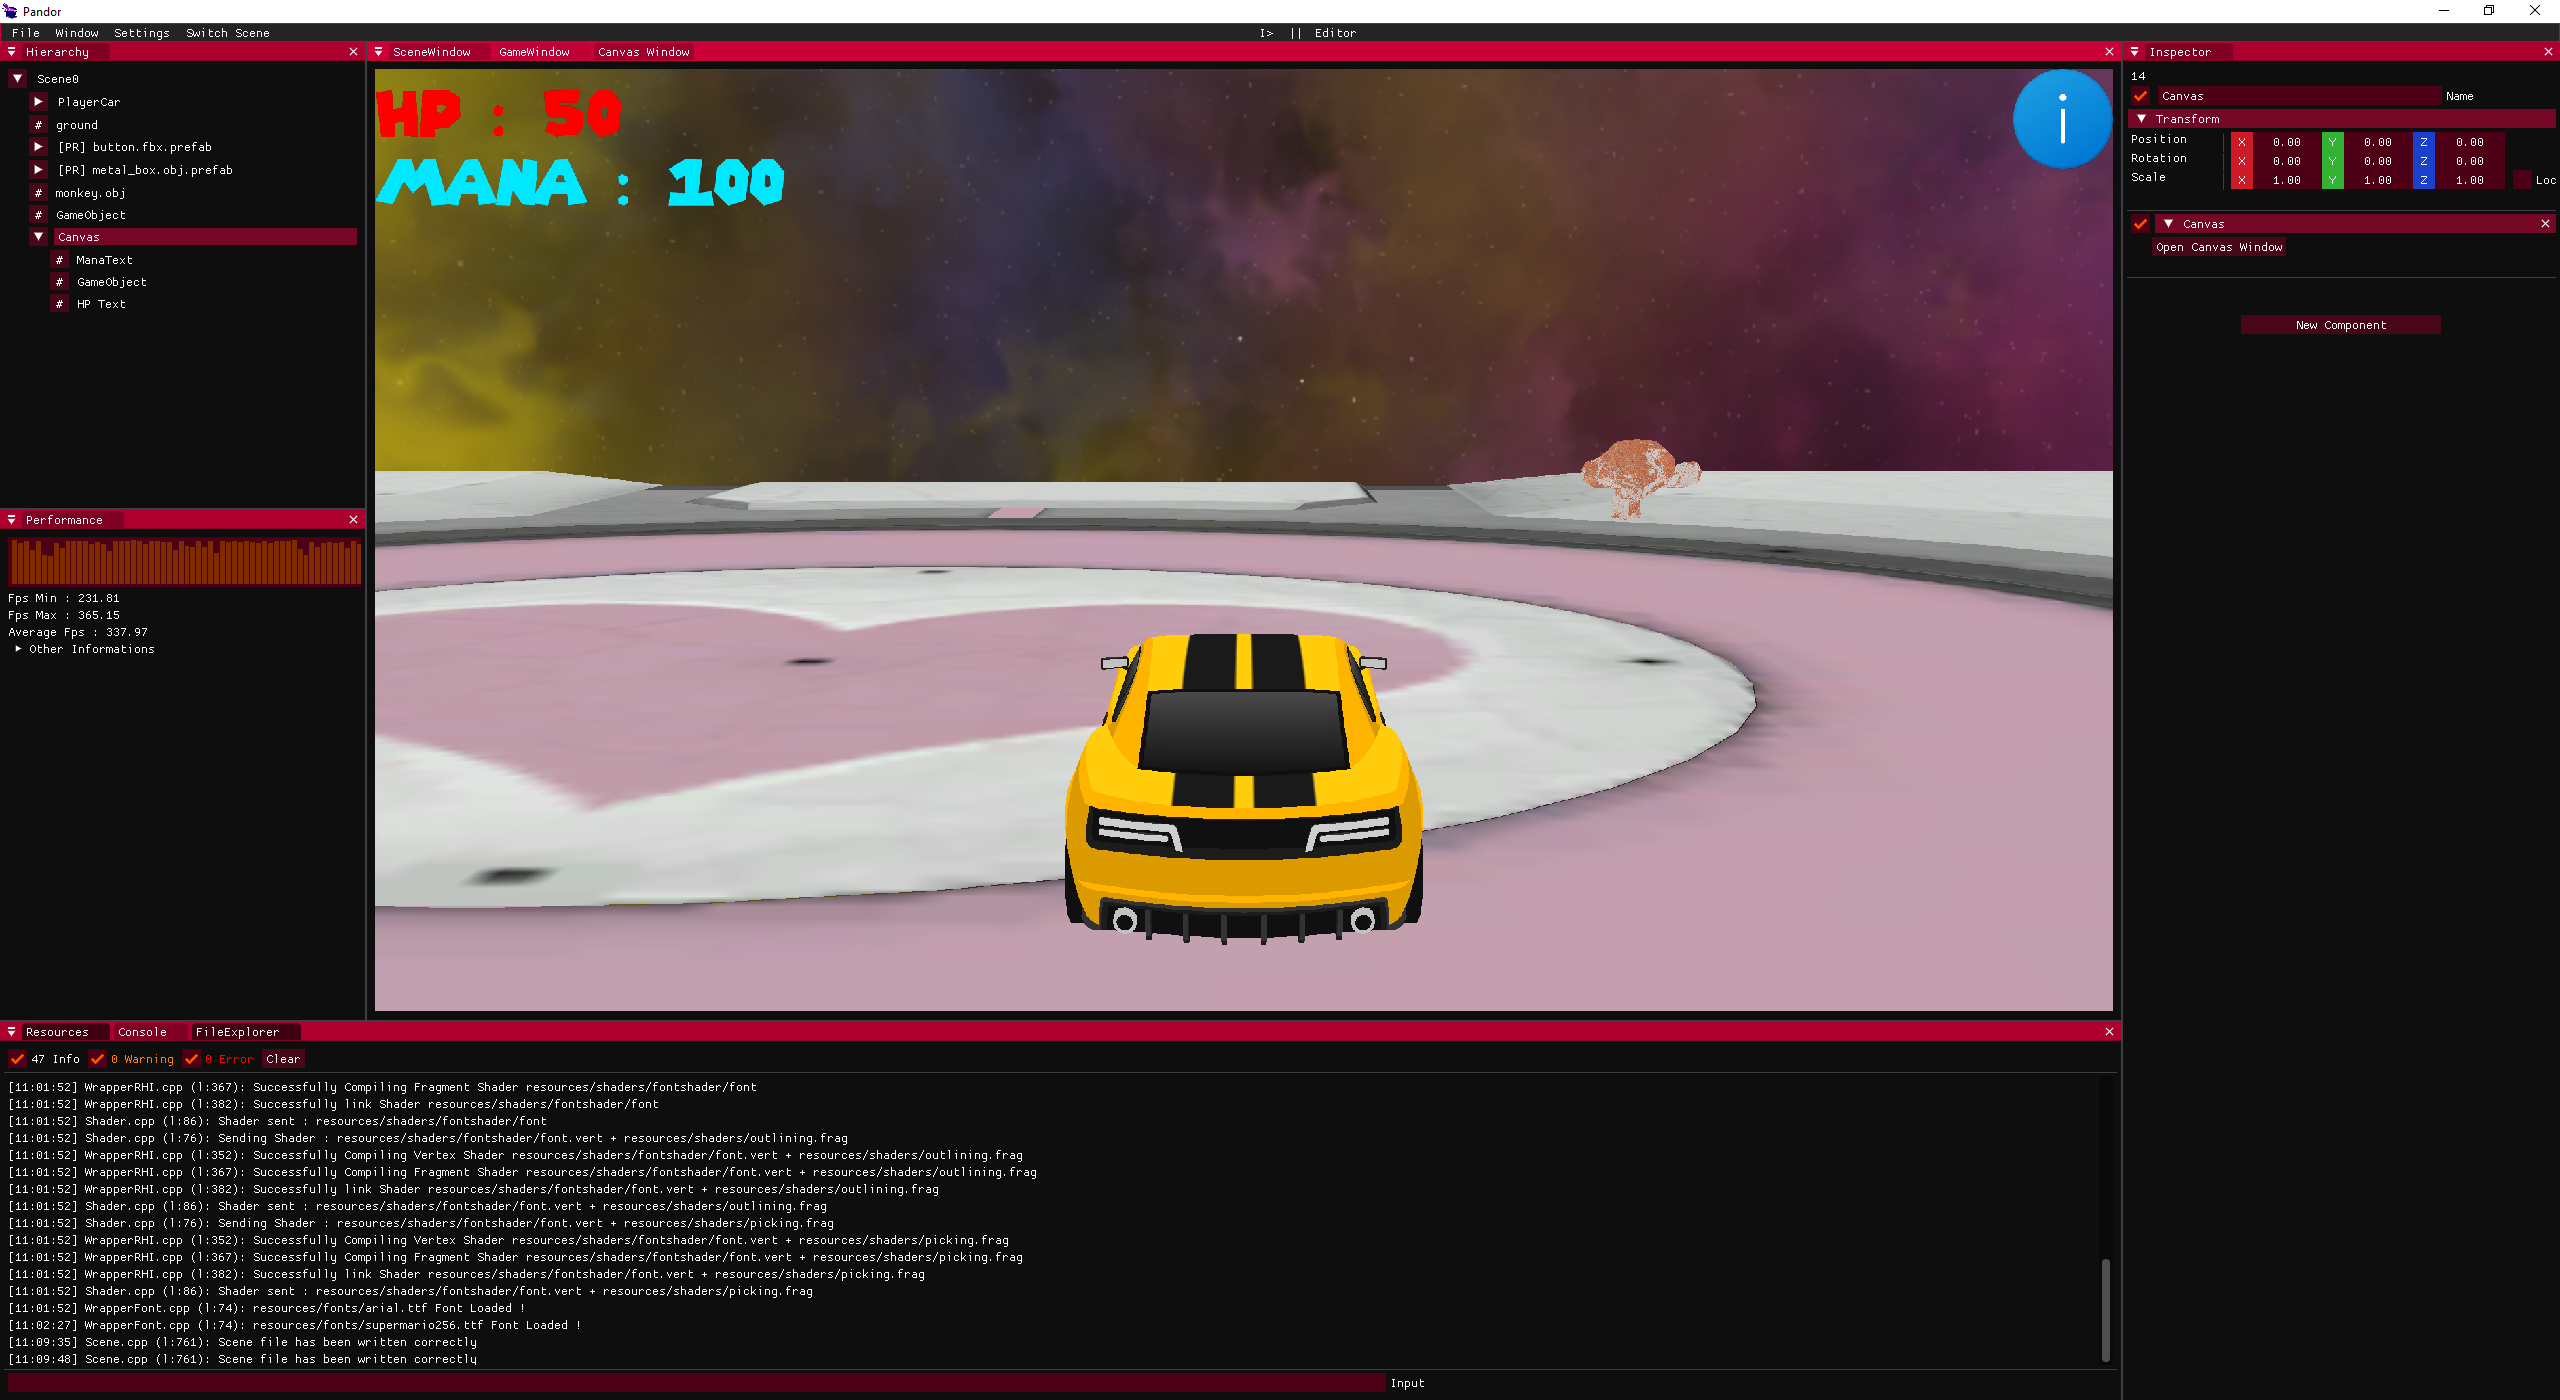 Pandor
File Window Settings Switch Scene
I> || Editor
Hierarchy
Scene0
PlayerCar
# ground
[PR] button.fbx.prefab
[PR] metal_box.obj.prefab
# monkey.obj
# GameObject
Canvas
# ManaText
# GameObject
# HP Text
Performance
Fps Min : 231.81
Fps Max : 365.15
Average Fps : 337.97
Other Informations
SceneWindow GameWindow Canvas Window
HP : 50
MANA : 100
i
Inspector
14
Canvas Name
Transform
Position X 0.00 Y 0.00 Z 0.00
Rotation X 0.00 Y 0.00 Z 0.00
Scale X 1.00 Y 1.00 Z 1.00 Loc
Canvas
Open Canvas Window
New Component
Resources Console FileExplorer
47 Info 0 Warning 0 Error Clear
[11:01:52] WrapperRHI.cpp (l:367): Successfully Compiling Fragment Shader resources/shaders/fontshader/font
[11:01:52] WrapperRHI.cpp (l:382): Successfully link Shader resources/shaders/fontshader/font
[11:01:52] Shader.cpp (l:86): Shader sent : resources/shaders/fontshader/font
[11:01:52] Shader.cpp (l:76): Sending Shader : resources/shaders/fontshader/font.vert + resources/shaders/outlining.frag
[11:01:52] WrapperRHI.cpp (l:352): Successfully Compiling Vertex Shader resources/shaders/fontshader/font.vert + resources/shaders/outlining.frag
[11:01:52] WrapperRHI.cpp (l:367): Successfully Compiling Fragment Shader resources/shaders/fontshader/font.vert + resources/shaders/outlining.frag
[11:01:52] WrapperRHI.cpp (l:382): Successfully link Shader resources/shaders/fontshader/font.vert + resources/shaders/outlining.frag
[11:01:52] Shader.cpp (l:86): Shader sent : resources/shaders/fontshader/font.vert + resources/shaders/outlining.frag
[11:01:52] Shader.cpp (l:76): Sending Shader : resources/shaders/fontshader/font.vert + resources/shaders/picking.frag
[11:01:52] WrapperRHI.cpp (l:352): Successfully Compiling Vertex Shader resources/shaders/fontshader/font.vert + resources/shaders/picking.frag
[11:01:52] WrapperRHI.cpp (l:367): Successfully Compiling Fragment Shader resources/shaders/fontshader/font.vert + resources/shaders/picking.frag
[11:01:52] WrapperRHI.cpp (l:382): Successfully link Shader resources/shaders/fontshader/font.vert + resources/shaders/picking.frag
[11:01:52] Shader.cpp (l:86): Shader sent : resources/shaders/fontshader/font.vert + resources/shaders/picking.frag
[11:01:52] WrapperFont.cpp (l:74): resources/fonts/arial.ttf Font Loaded !
[11:02:27] WrapperFont.cpp (l:74): resources/fonts/supermario256.ttf Font Loaded !
[11:09:35] Scene.cpp (l:761): Scene file has been written correctly
[11:09:48] Scene.cpp (l:761): Scene file has been written correctly
Input